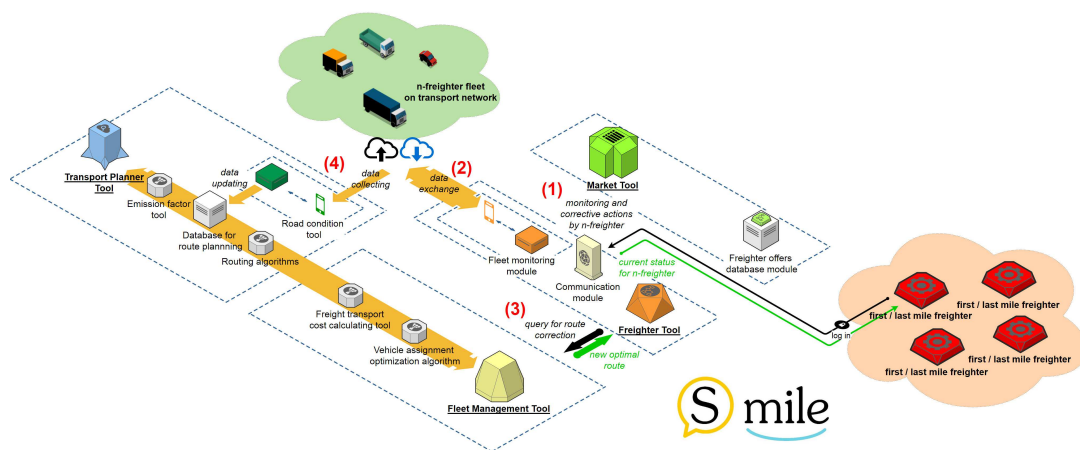 n-freighter fleet
on transport network
(4)
(2)
(1)
Transport Planner
Tool
data
updating
data
collecting
data
exchange
Market Tool
monitoring and
corrective actions
by n-freighter
Emission factor
tool
Road condition
tool
Database for
route plannning
Routing algorithms
Fleet monitoring
module
Communication
module
current status
for n-freighter
Freighter offers
database module
Freight transport
cost calculating tool
(3)
Freighter Tool
query for route
correction
new optimal
route
Vehicle assignment
optimization algorithm
Fleet Management Tool
log in
first / last mile freighter
first / last mile freighter
first / last mile freighter
first / last mile freighter
S mile